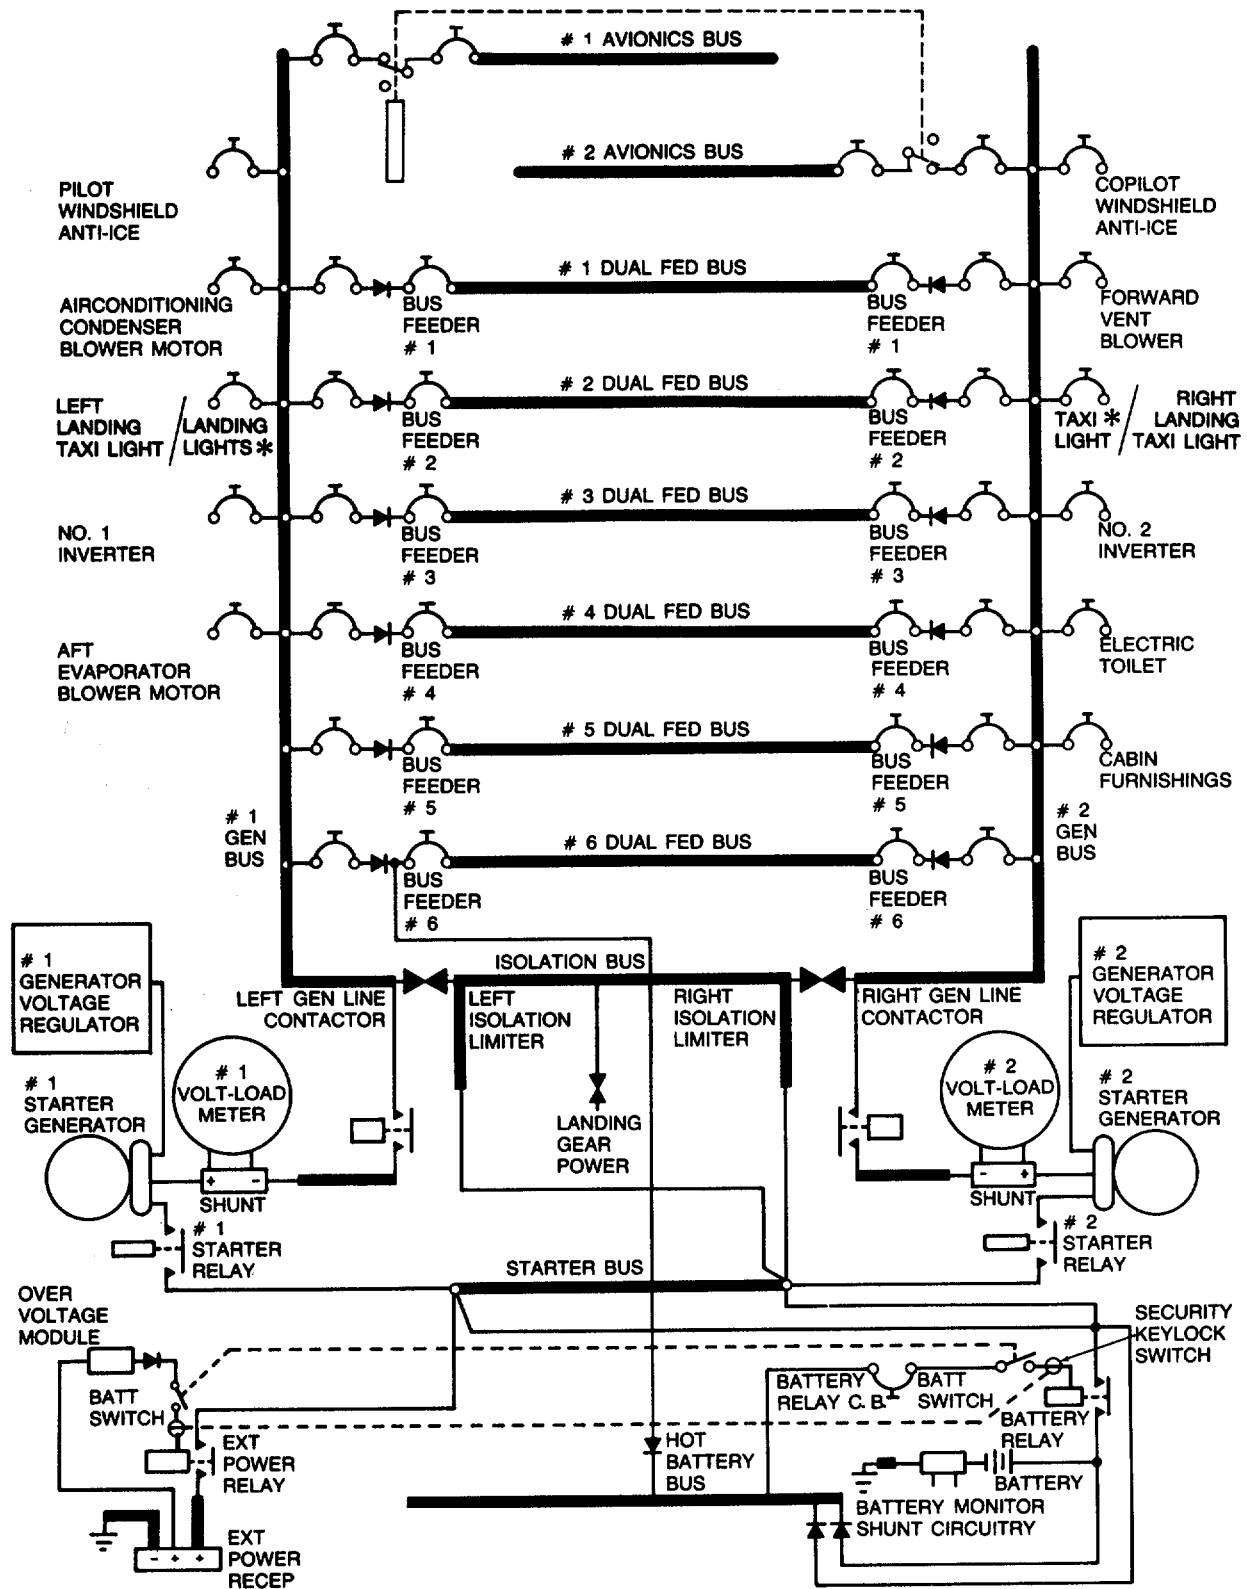 # 1 AVIONICS BUS
# 2 AVIONICS BUS
PILOT
WINDSHIELD
ANTI-ICE
COPILOT
WINDSHIELD
ANTI-ICE
# 1 DUAL FED BUS
AIRCONDITIONING
CONDENSER
BLOWER MOTOR
BUS
FEEDER
# 1
BUS
FEEDER
# 1
FORWARD
VENT
BLOWER
# 2 DUAL FED BUS
LEFT
LANDING
TAXI LIGHT
LANDING
LIGHTS *
BUS
FEEDER
# 2
BUS
FEEDER
# 2
TAXI *
LIGHT
RIGHT
LANDING
TAXI LIGHT
# 3 DUAL FED BUS
NO. 1
INVERTER
BUS
FEEDER
# 3
BUS
FEEDER
# 3
NO. 2
INVERTER
# 4 DUAL FED BUS
AFT
EVAPORATOR
BLOWER MOTOR
BUS
FEEDER
# 4
BUS
FEEDER
# 4
ELECTRIC
TOILET
# 5 DUAL FED BUS
BUS
FEEDER
# 5
BUS
FEEDER
# 5
CABIN
FURNISHINGS
# 1
GEN
BUS
# 6 DUAL FED BUS
# 2
GEN
BUS
BUS
FEEDER
# 6
BUS
FEEDER
# 6
# 1
GENERATOR
VOLTAGE
REGULATOR
ISOLATION BUS
# 2
GENERATOR
VOLTAGE
REGULATOR
LEFT GEN LINE
CONTACTOR
LEFT
ISOLATION
LIMITER
RIGHT
ISOLATION
LIMITER
RIGHT GEN LINE
CONTACTOR
# 1
STARTER
GENERATOR
# 1
VOLT-LOAD
METER
LANDING
GEAR
POWER
# 2
VOLT-LOAD
METER
# 2
STARTER
GENERATOR
+ -
SHUNT
- +
SHUNT
# 1
STARTER
RELAY
# 2
STARTER
RELAY
STARTER BUS
OVER
VOLTAGE
MODULE
SECURITY
KEYLOCK
SWITCH
BATT
SWITCH
BATTERY
RELAY C. B.
BATT
SWITCH
BATTERY
RELAY
EXT
POWER
RELAY
HOT
BATTERY
BUS
BATTERY
BATTERY MONITOR
SHUNT CIRCUITRY
- + +
EXT
POWER
RECEP